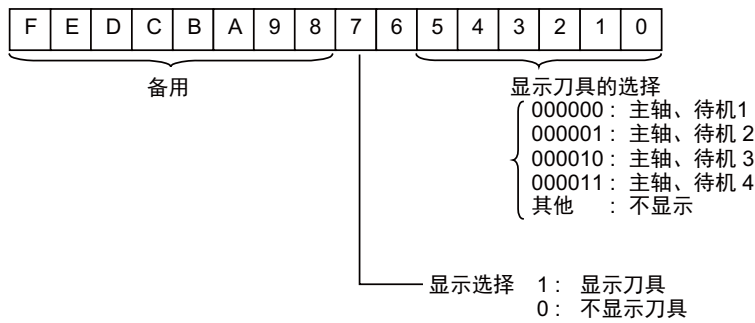 F E D C B A 9 8 7 6 5 4 3 2 1 0
备用
显示刀具的选择
000000 : 主轴、待机1
000001 : 主轴、待机 2
000010 : 主轴、待机 3
000011 : 主轴、待机 4
其他 : 不显示
显示选择 1 : 显示刀具
0 : 不显示刀具